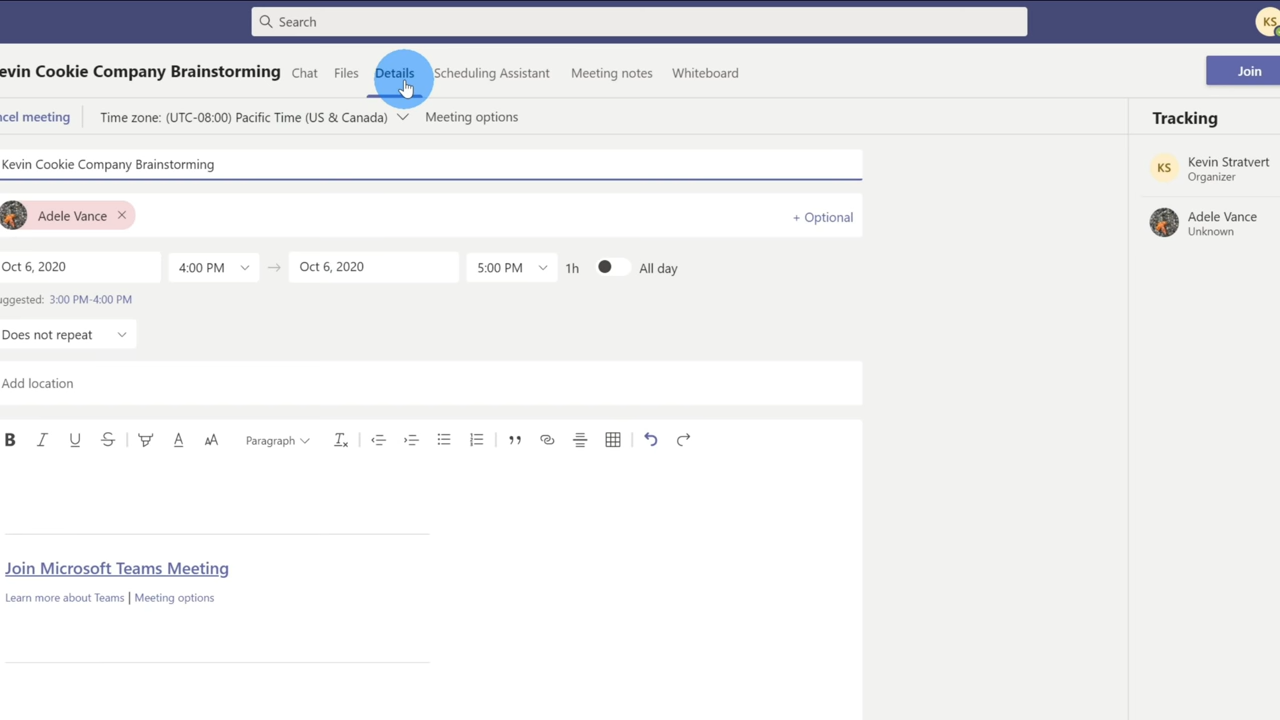 Search
KS
evin Cookie Company Brainstorming Chat Files Details Scheduling Assistant Meeting notes Whiteboard Join
ncel meeting Time zone: (UTC-08:00) Pacific Time (US & Canada) Meeting options
Tracking
Kevin Cookie Company Brainstorming
KS Kevin Stratvert
Organizer
Adele Vance + Optional
Adele Vance
Unknown
Oct 6, 2020 4:00 PM → Oct 6, 2020 5:00 PM 1h All day
uggested: 3:00 PM-4:00 PM
Does not repeat
Add location
B I U S A AA Paragraph Tx
Join Microsoft Teams Meeting
Learn more about Teams | Meeting options